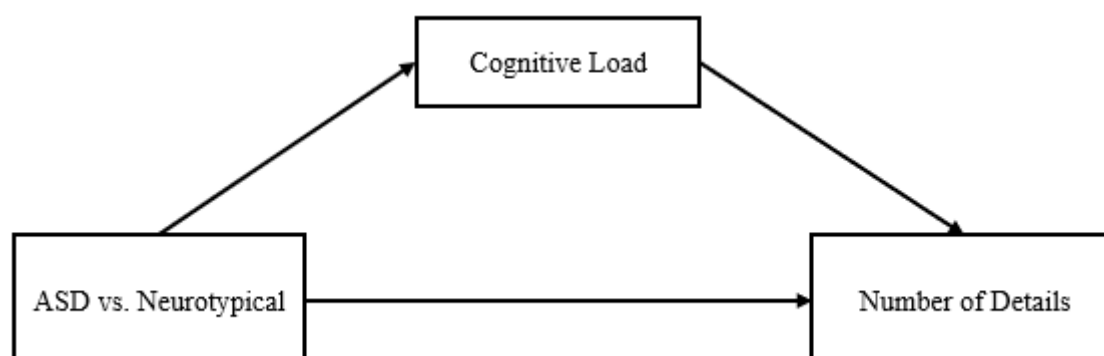 Cognitive Load
ASD vs. Neurotypical
Number of Details